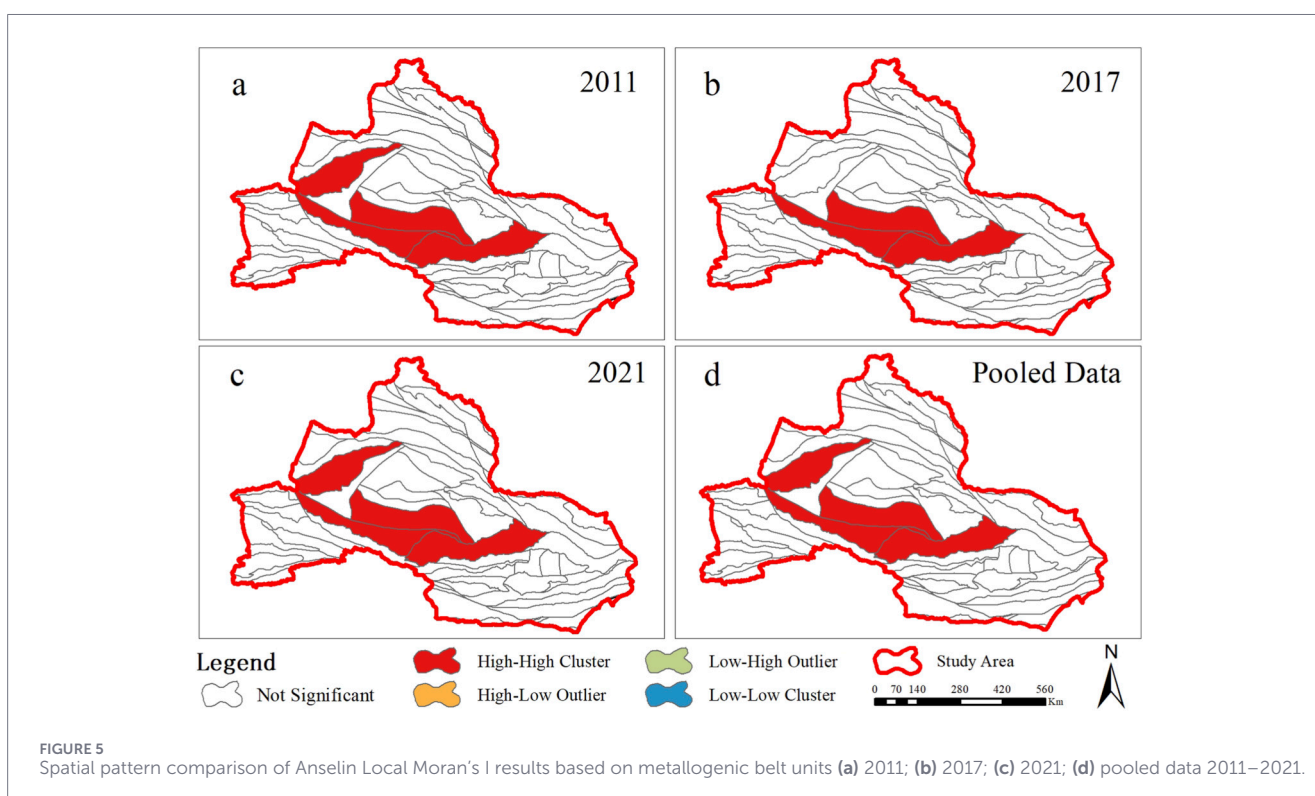 a 2011
b 2017
c 2021
d Pooled Data
Legend
Not Significant
High-High Cluster
High-Low Outlier
Low-High Outlier
Low-Low Cluster
Study Area
0 70 140 280 420 560
Km
N
FIGURE 5
Spatial pattern comparison of Anselin Local Moran's I results based on metallogenic belt units (a) 2011; (b) 2017; (c) 2021; (d) pooled data 2011–2021.